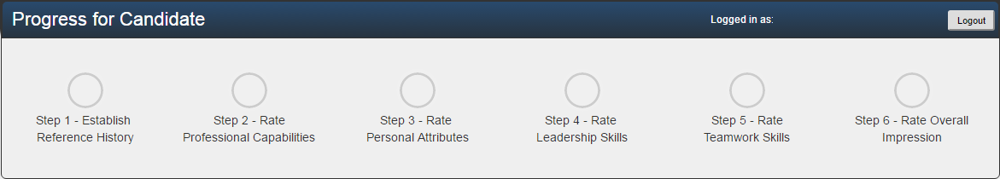 Progress for Candidate
Logged in as:
Logout
Step 1 - Establish
Reference History
Step 2 - Rate
Professional Capabilities
Step 3 - Rate
Personal Attributes
Step 4 - Rate
Leadership Skills
Step 5 - Rate
Teamwork Skills
Step 6 - Rate Overall
Impression